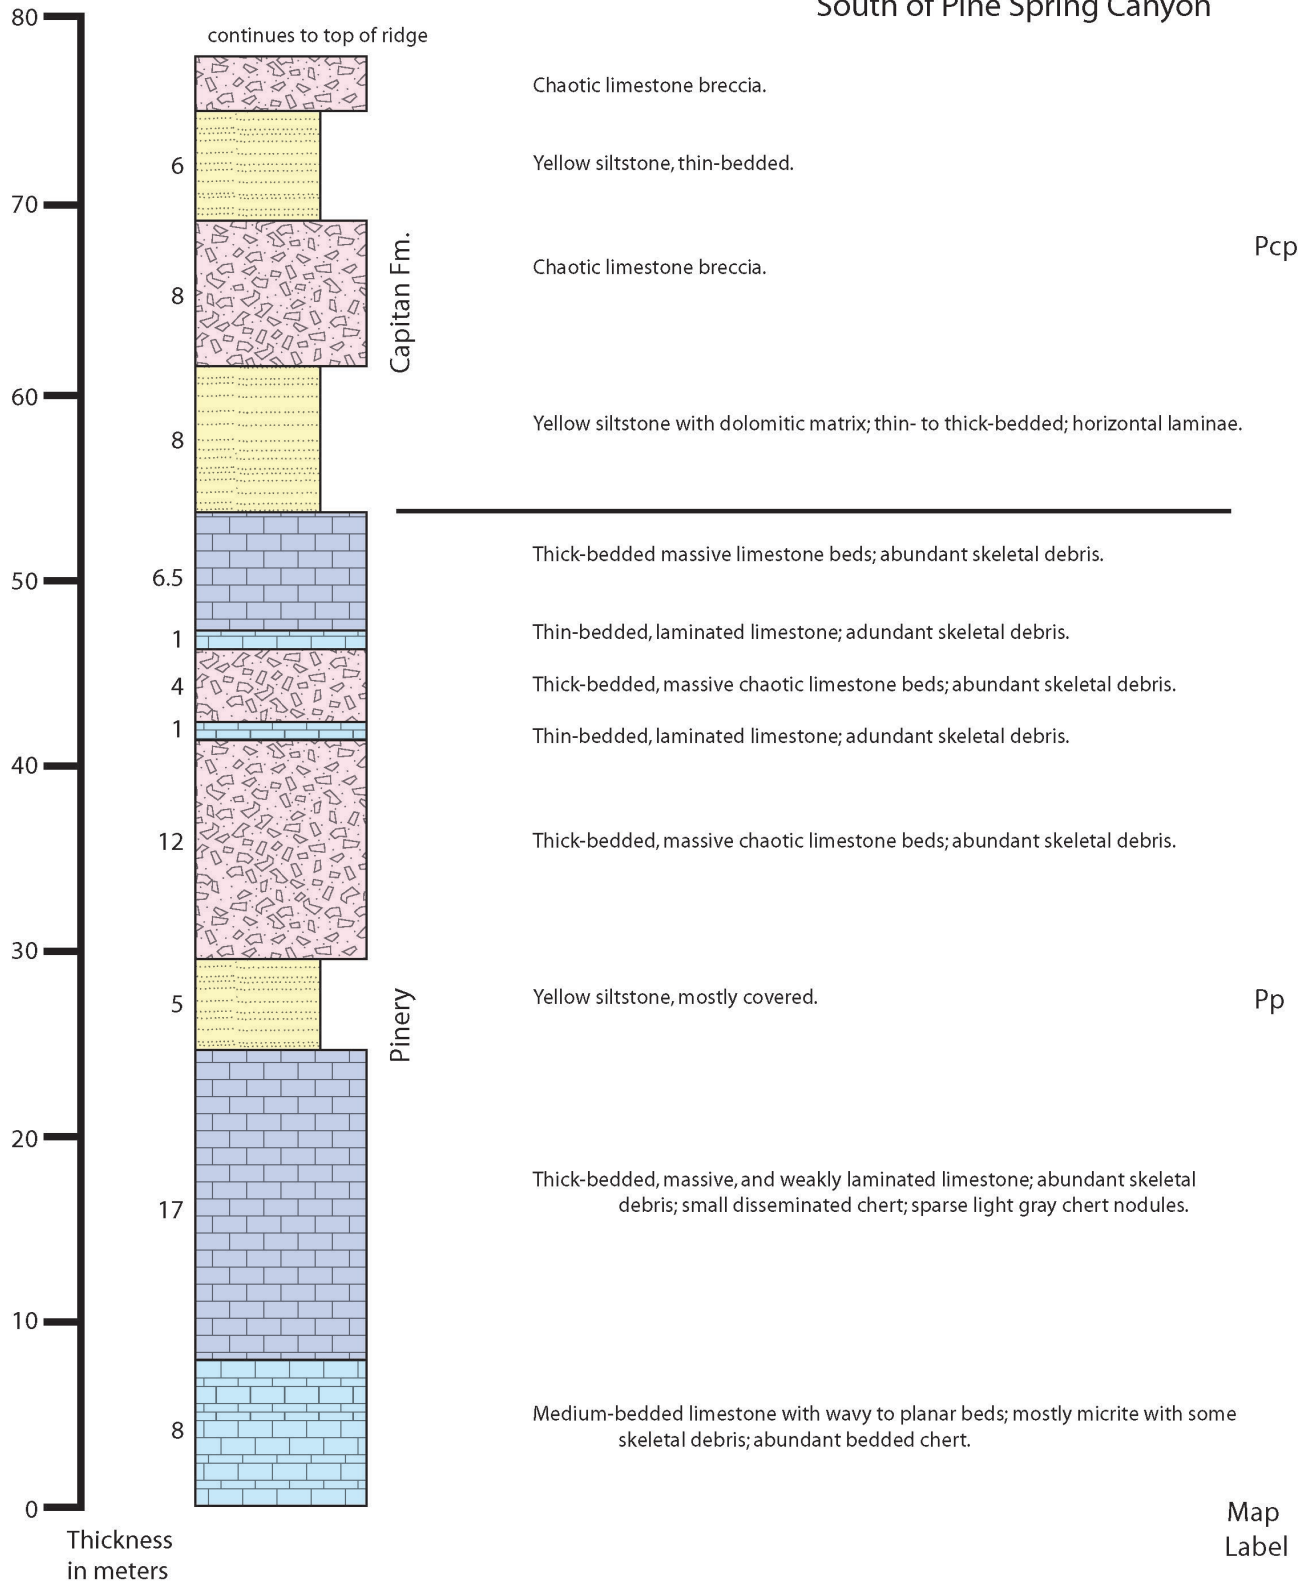 South of Pine Spring Canyon
80
continues to top of ridge
Chaotic limestone breccia.
6
Yellow siltstone, thin-bedded.
70
Capitan Fm.
Pcp
Chaotic limestone breccia.
8
60
8
Yellow siltstone with dolomitic matrix; thin- to thick-bedded; horizontal laminae.
Thick-bedded massive limestone beds; abundant skeletal debris.
50
6.5
1
Thin-bedded, laminated limestone; adundant skeletal debris.
4
Thick-bedded, massive chaotic limestone beds; abundant skeletal debris.
1
Thin-bedded, laminated limestone; adundant skeletal debris.
40
12
Thick-bedded, massive chaotic limestone beds; abundant skeletal debris.
30
5
Yellow siltstone, mostly covered.
Pinery
Pp
20
17
Thick-bedded, massive, and weakly laminated limestone; abundant skeletal
debris; small disseminated chert; sparse light gray chert nodules.
10
8
Medium-bedded limestone with wavy to planar beds; mostly micrite with some
skeletal debris; abundant bedded chert.
0
Thickness
in meters
Map
Label